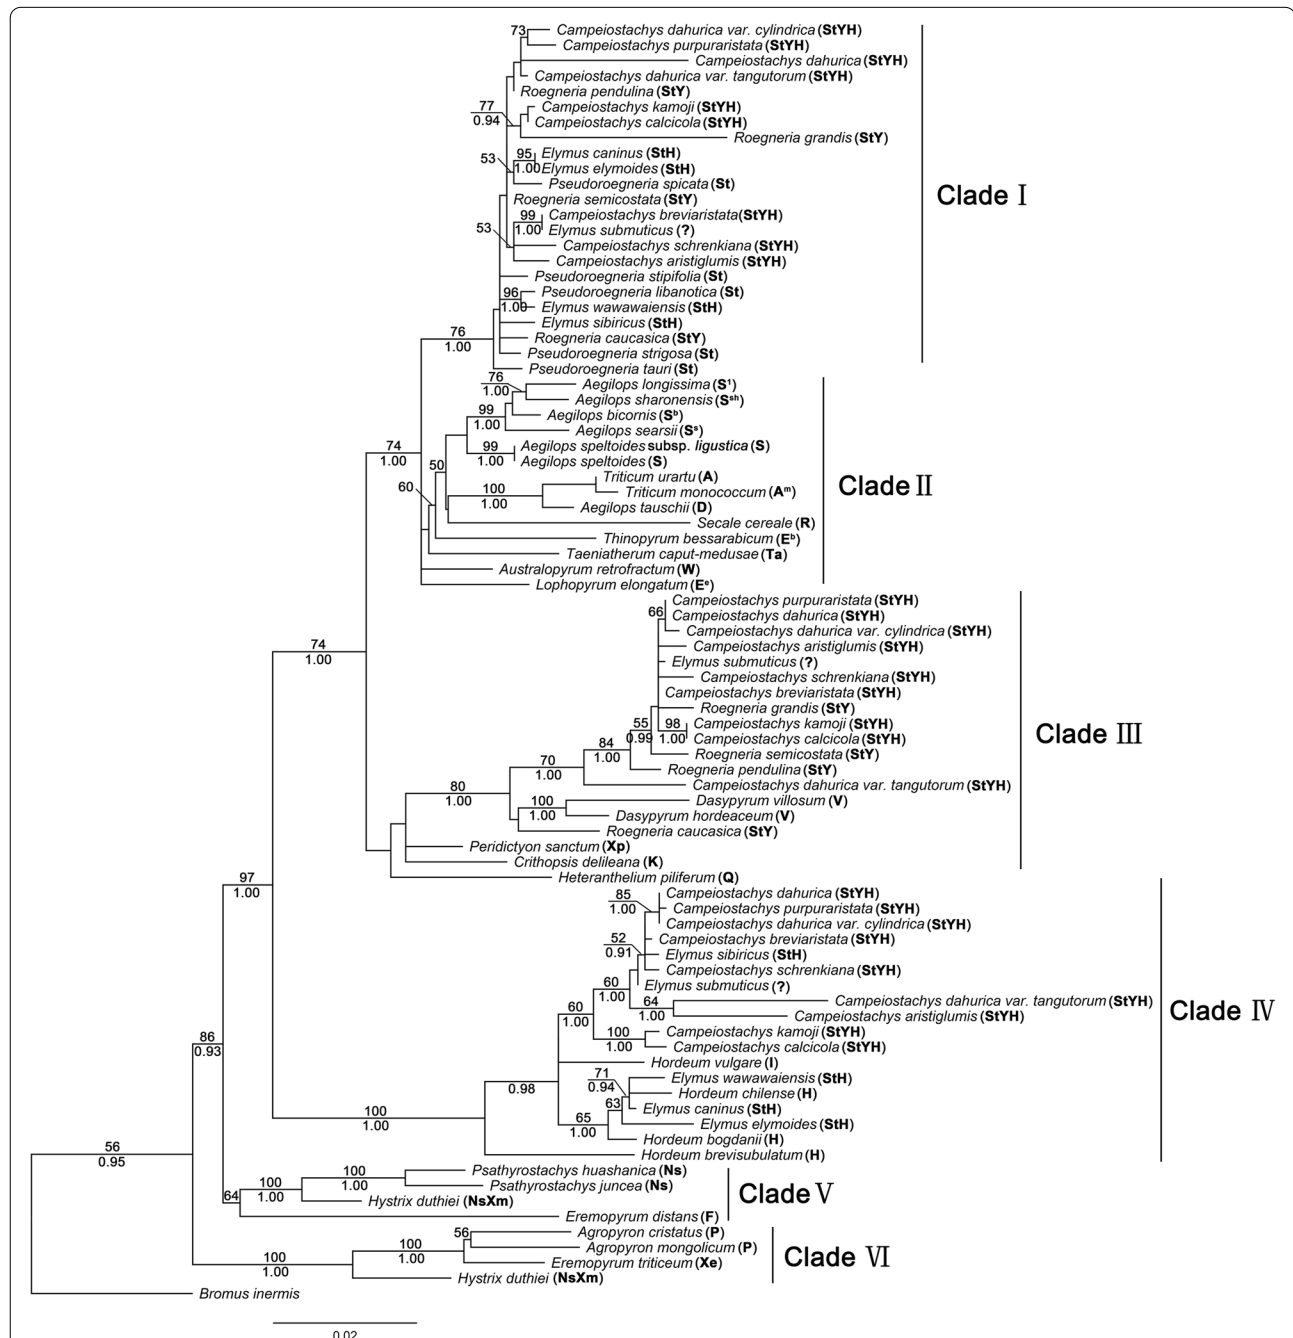 73
Campeiostachys dahurica var. cylindrica (StYH)
Campeiostachys purpuraristata (StYH)
Campeiostachys dahurica (StYH)
Campeiostachys dahurica var. tangutorum (StYH)
Roegneria pendulina (StY)
77
0.94
Campeiostachys kamoji (StYH)
Campeiostachys calcicola (StYH)
Roegneria grandis (StY)
53
95
1.00
Elymus caninus (StH)
Elymus elymoides (StH)
Pseudoroegneria spicata (St)
Roegneria semicostata (StY)
Clade I
53
99
1.00
Campeiostachys breviaristata (StYH)
Elymus submuticus (?)
Campeiostachys schrenkiana (StYH)
Campeiostachys aristiglumis (StYH)
Pseudoroegneria stipifolia (St)
96
1.00
Pseudoroegneria libanotica (St)
Elymus wawawaiensis (StH)
Elymus sibiricus (StH)
76
1.00
Roegneria caucasica (StY)
Pseudoroegneria strigosa (St)
Pseudoroegneria tauri (St)
76
1.00
Aegilops longissima (S¹)
Aegilops sharonensis (Sˢʰ)
99
1.00
Aegilops bicornis (Sᵇ)
Aegilops searsii (Sˢ)
74
1.00
50
99
1.00
Aegilops speltoides subsp. ligustica (S)
Aegilops speltoides (S)
60
100
1.00
Triticum urartu (A)
Triticum monococcum (Aᵐ)
Aegilops tauschii (D)
Clade II
Secale cereale (R)
Thinopyrum bessarabicum (Eᵇ)
Taeniatherum caput-medusae (Ta)
Australopyrum retrofractum (W)
Lophopyrum elongatum (Eᵉ)
66
Campeiostachys purpuraristata (StYH)
Campeiostachys dahurica (StYH)
Campeiostachys dahurica var. cylindrica (StYH)
74
1.00
Campeiostachys aristiglumis (StYH)
Elymus submuticus (?)
Campeiostachys schrenkiana (StYH)
Campeiostachys breviaristata (StYH)
Roegneria grandis (StY)
55
0.99
98
1.00
Campeiostachys kamoji (StYH)
Campeiostachys calcicola (StYH)
Clade III
84
1.00
Roegneria semicostata (StY)
70
1.00
Roegneria pendulina (StY)
80
1.00
Campeiostachys dahurica var. tangutorum (StYH)
100
1.00
Dasypyrum villosum (V)
Dasypyrum hordeaceum (V)
Roegneria caucasica (StY)
Peridictyon sanctum (Xp)
Crithopsis delileana (K)
Heteranthelium piliferum (Q)
97
1.00
85
1.00
Campeiostachys dahurica (StYH)
Campeiostachys purpuraristata (StYH)
Campeiostachys dahurica var. cylindrica (StYH)
52
0.91
Campeiostachys breviaristata (StYH)
Elymus sibiricus (StH)
Campeiostachys schrenkiana (StYH)
60
1.00
Elymus submuticus (?)
64
1.00
Campeiostachys dahurica var. tangutorum (StYH)
Campeiostachys aristiglumis (StYH)
Clade IV
60
1.00
100
1.00
Campeiostachys kamoji (StYH)
Campeiostachys calcicola (StYH)
86
0.93
Hordeum vulgare (I)
0.98
71
0.94
Elymus wawawaiensis (StH)
Hordeum chilense (H)
63
Elymus caninus (StH)
65
1.00
Elymus elymoides (StH)
100
1.00
Hordeum bogdanii (H)
Hordeum brevisubulatum (H)
56
0.95
100
1.00
Psathyrostachys huashanica (Ns)
Psathyrostachys juncea (Ns)
Clade V
64
100
1.00
Hystrix duthiei (NsXm)
Eremopyrum distans (F)
56
Agropyron cristatus (P)
100
1.00
Agropyron mongolicum (P)
100
1.00
Eremopyrum triticeum (Xe)
Clade VI
Hystrix duthiei (NsXm)
Bromus inermis
0.02